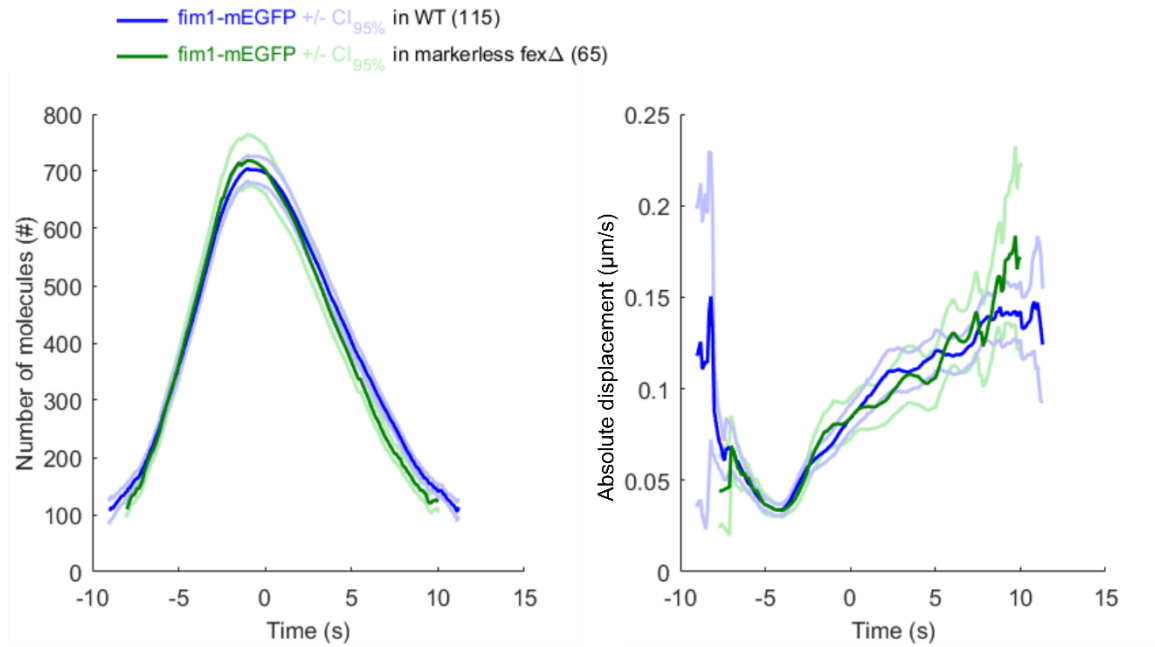 fim1-mEGFP +/- CI95% in WT (115)
fim1-mEGFP +/- CI95% in markerless fexΔ (65)
800
700
600
500
400
300
200
100
0
Number of molecules (#)
-10 -5 0 5 10 15
Time (s)
0.25
0.2
0.15
0.1
0.05
0
Absolute displacement (μm/s)
-10 -5 0 5 10 15
Time (s)